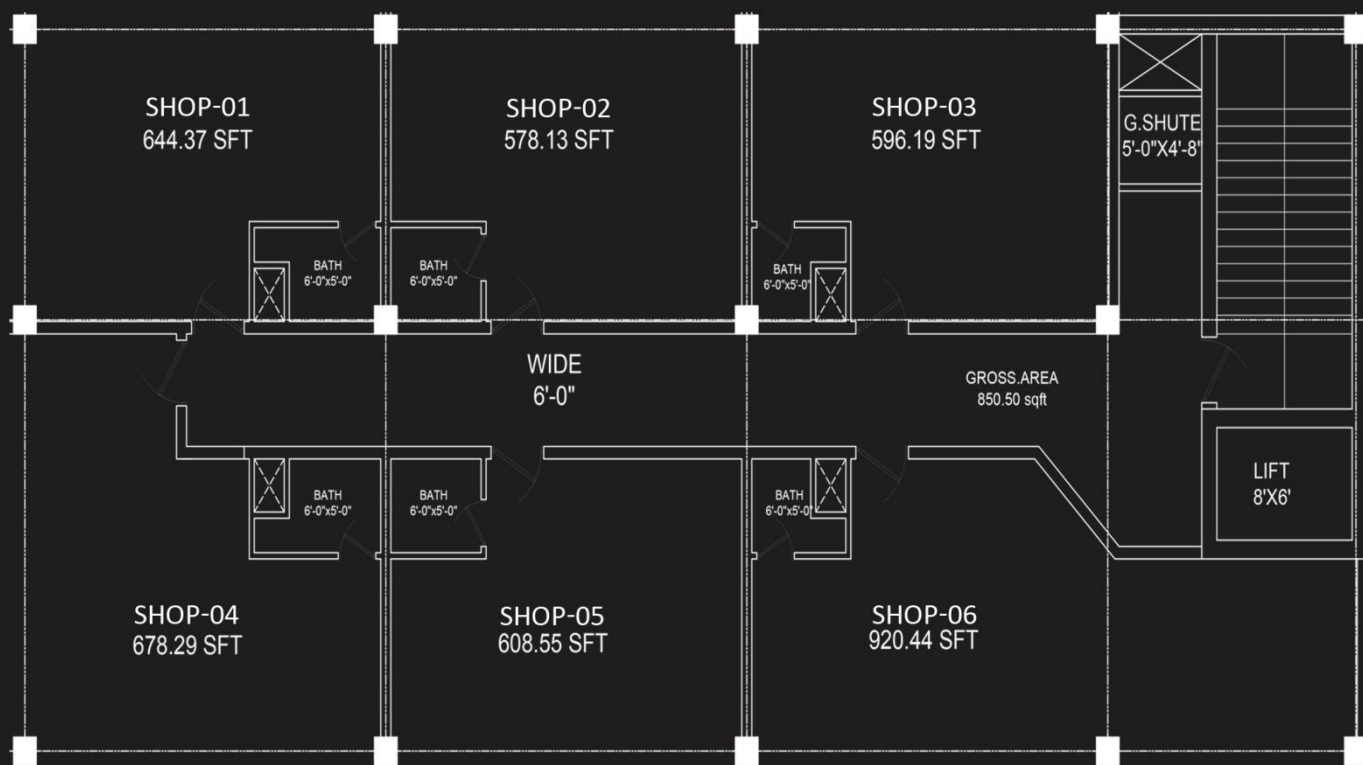 SHOP-01
644.37 SFT
SHOP-02
578.13 SFT
SHOP-03
596.19 SFT
G.SHUTE
5'-0"X4'-8'
BATH
6'-0"x5'-0"
BATH
6'-0"x5'-0"
BATH
6'-0"x5'-0"
WIDE
6'-0"
GROSS.AREA
850.50 sqft
LIFT
8'X6'
BATH
6'-0"x5'-0"
BATH
6'-0"x5'-0"
BATH
6'-0"x5'-0"
SHOP-04
678.29 SFT
SHOP-05
608.55 SFT
SHOP-06
920.44 SFT